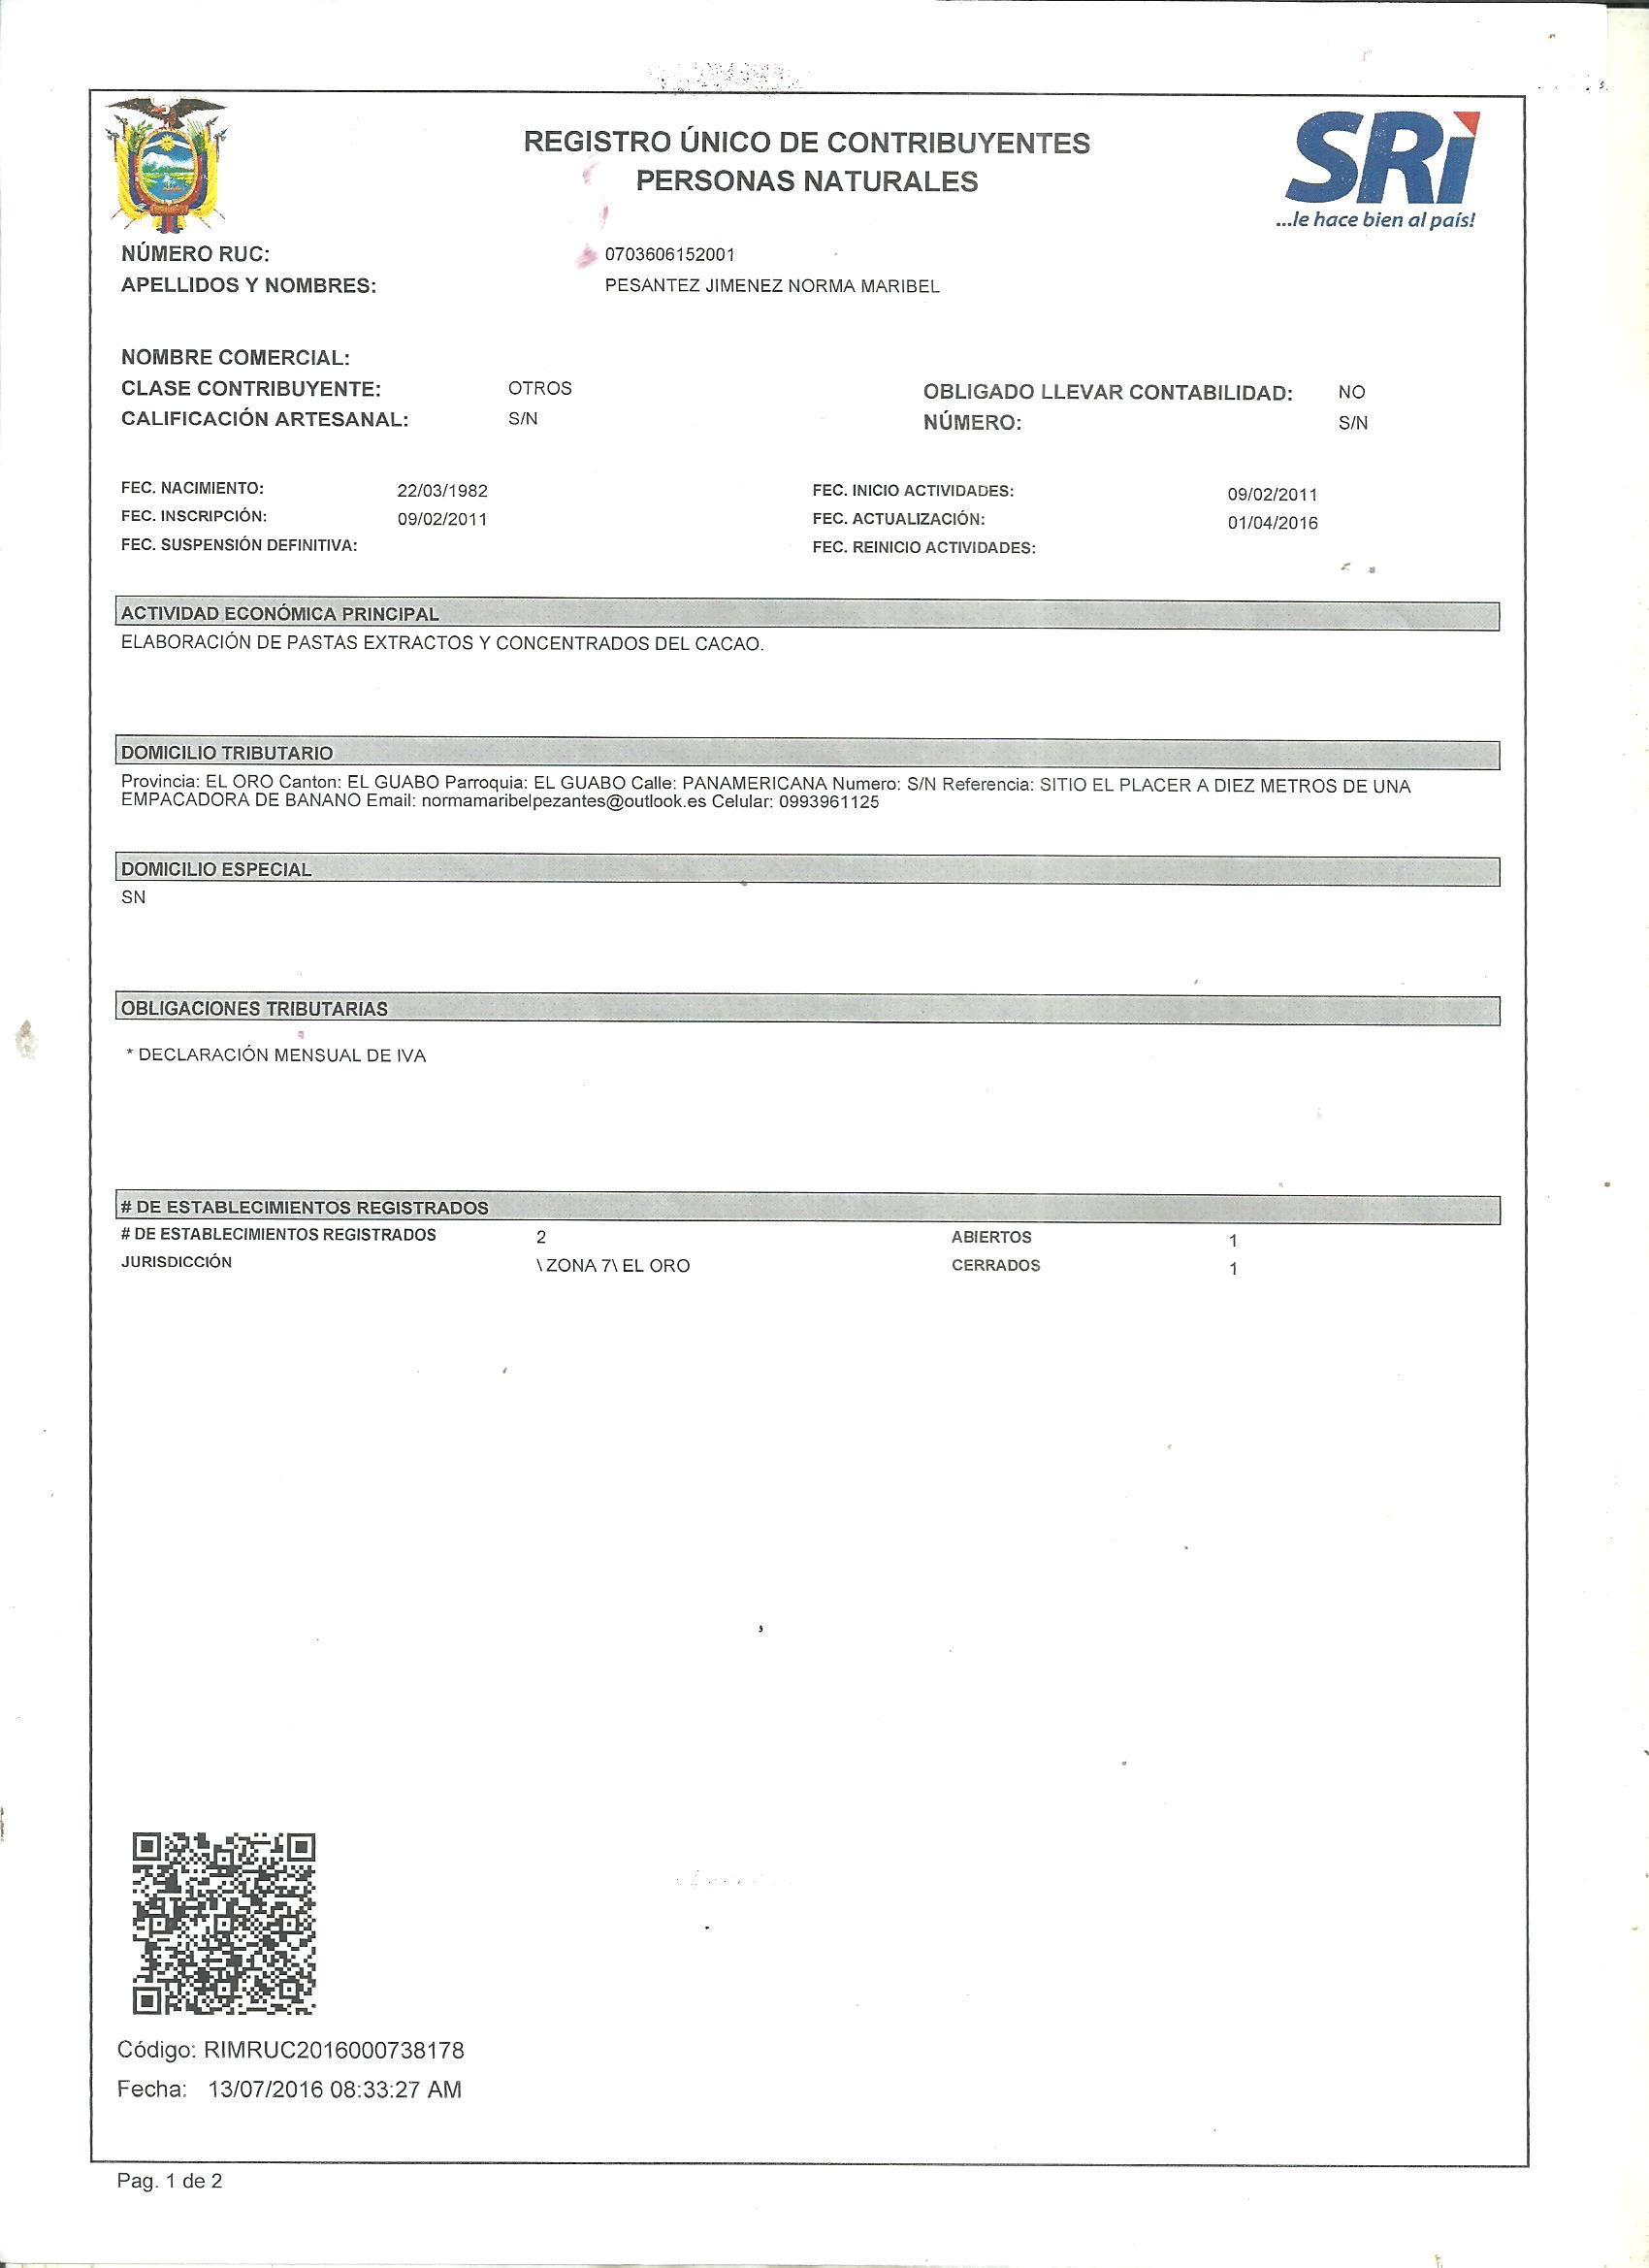 REGISTRO ÚNICO DE CONTRIBUYENTES
PERSONAS NATURALES
SRi
...le hace bien al país!
NÚMERO RUC: 0703606152001
APELLIDOS Y NOMBRES: PESANTEZ JIMENEZ NORMA MARIBEL
NOMBRE COMERCIAL:
CLASE CONTRIBUYENTE: OTROS OBLIGADO LLEVAR CONTABILIDAD: NO
CALIFICACIÓN ARTESANAL: S/N NÚMERO: S/N
FEC. NACIMIENTO: 22/03/1982 FEC. INICIO ACTIVIDADES: 09/02/2011
FEC. INSCRIPCIÓN: 09/02/2011 FEC. ACTUALIZACIÓN: 01/04/2016
FEC. SUSPENSIÓN DEFINITIVA: FEC. REINICIO ACTIVIDADES:
ACTIVIDAD ECONÓMICA PRINCIPAL
ELABORACIÓN DE PASTAS EXTRACTOS Y CONCENTRADOS DEL CACAO.
DOMICILIO TRIBUTARIO
Provincia: EL ORO Canton: EL GUABO Parroquia: EL GUABO Calle: PANAMERICANA Numero: S/N Referencia: SITIO EL PLACER A DIEZ METROS DE UNA
EMPACADORA DE BANANO Email: normamaribelpezantes@outlook.es Celular: 0993961125
DOMICILIO ESPECIAL
SN
OBLIGACIONES TRIBUTARIAS
* DECLARACIÓN MENSUAL DE IVA
# DE ESTABLECIMIENTOS REGISTRADOS
# DE ESTABLECIMIENTOS REGISTRADOS 2 ABIERTOS 1
JURISDICCIÓN \ ZONA 7\ EL ORO CERRADOS 1
Código: RIMRUC2016000738178
Fecha: 13/07/2016 08:33:27 AM
Pag. 1 de 2